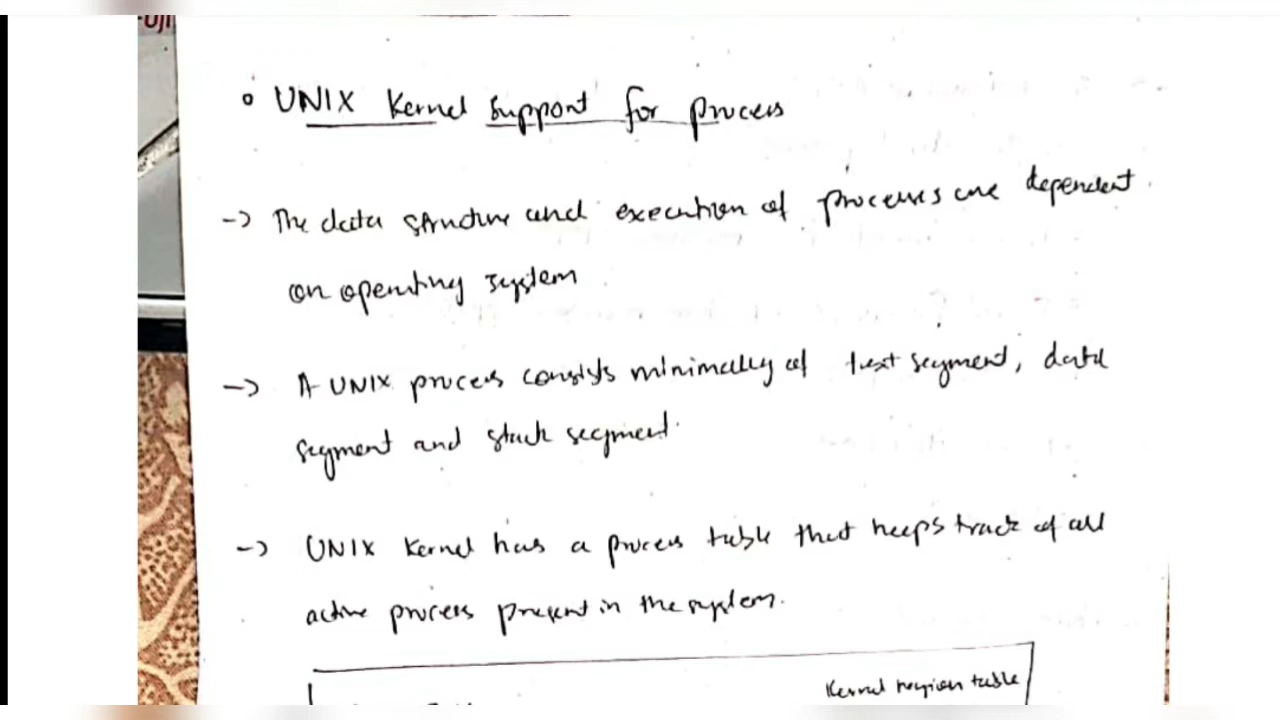 UJI
° UNIX Kernel Support for process
-> The data structure and execution of processes are dependent
on operating system
-> A UNIX process consists minimally of text segment, data
segment and stack segment.
-> UNIX Kernel has a process table that keeps track of all
active process present in the system.
Kernel region table